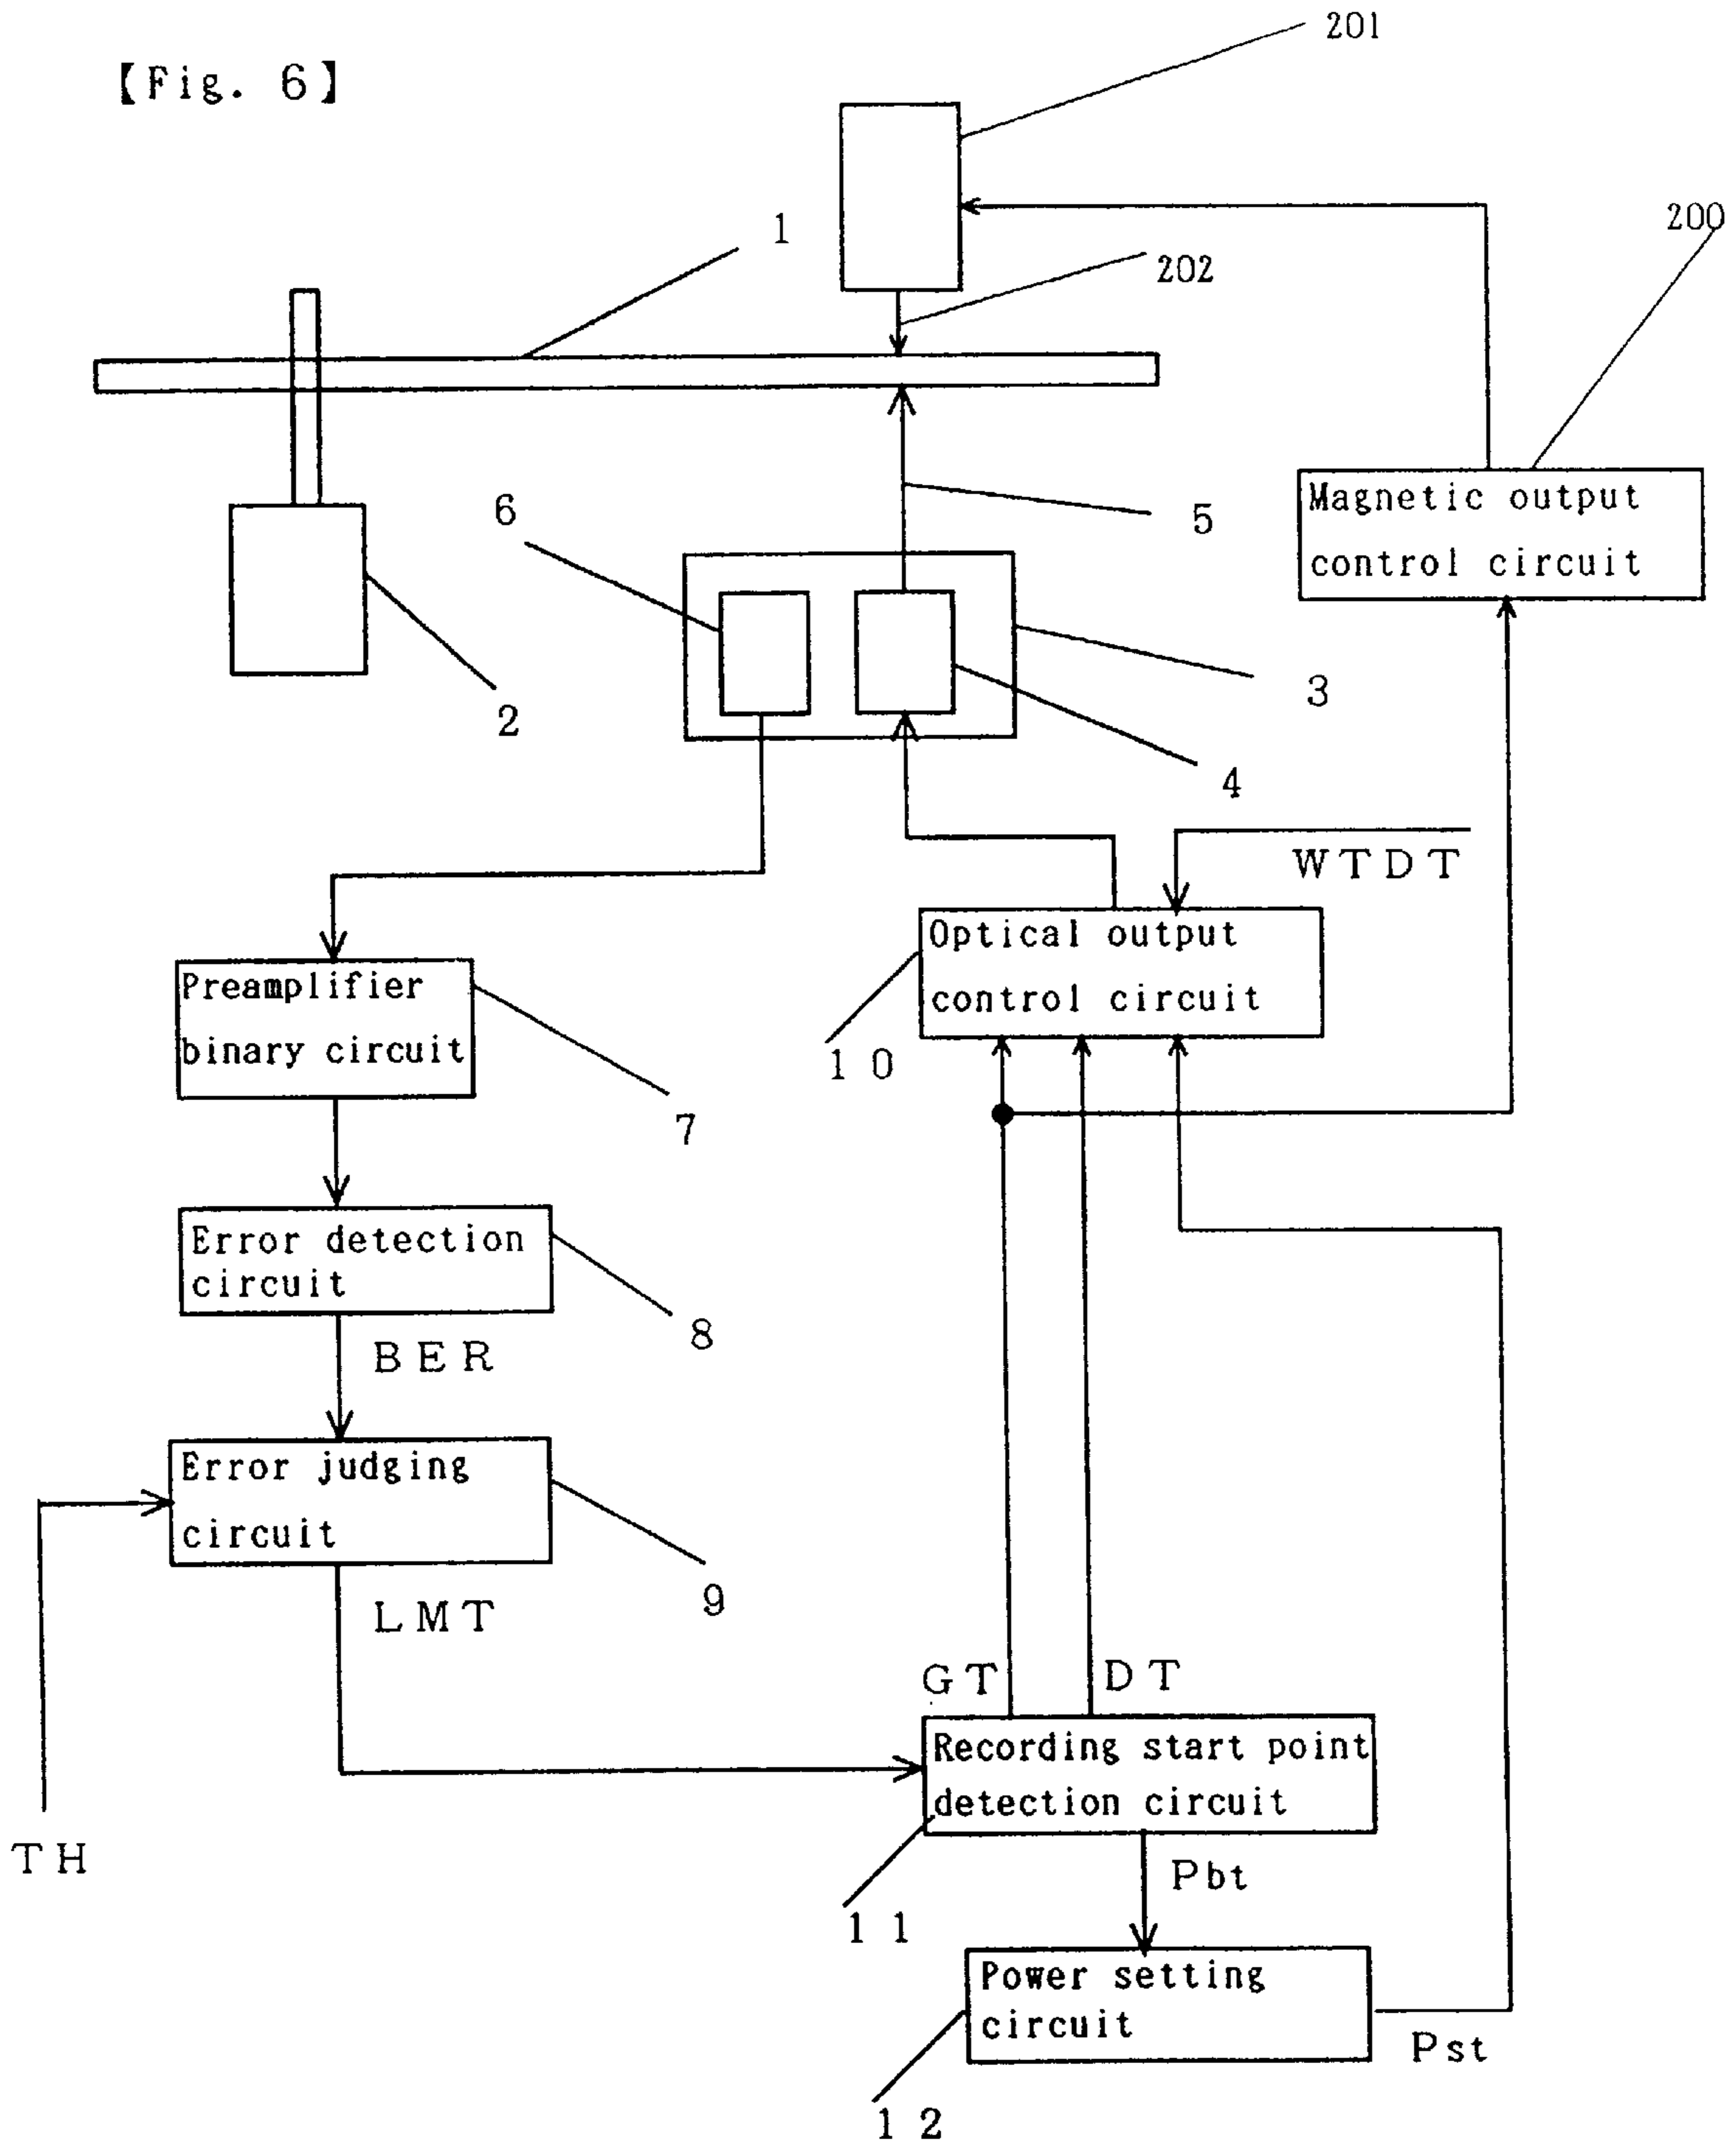 【Fig. 6】
201
1
202
200
Magnetic output
control circuit
6
5
3
2
4
WTDT
Optical output
control circuit
10
Preamplifier
binary circuit
7
Error detection
circuit
8
BER
Error judging
circuit
9
LMT
GT
DT
Recording start point
detection circuit
TH
Pbt
11
Power setting
circuit
Pst
12